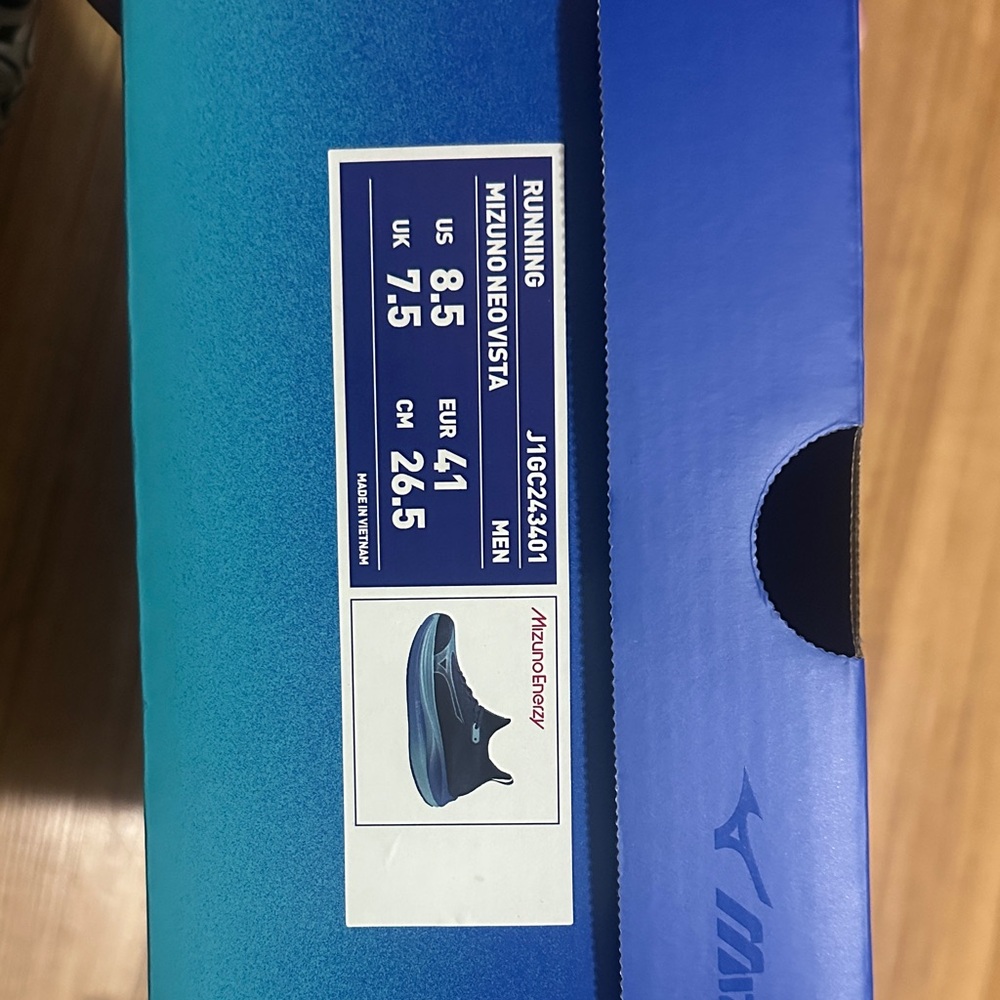 RUNNING J1GC243401
MIZUNO NEO VISTA MEN
US 8.5 EUR 41
UK 7.5 CM 26.5
MADE IN VIETNAM
MizunoEnerzy